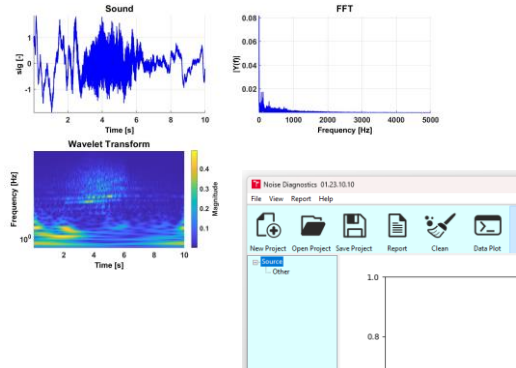 Sound
sig [-]
1
0
-1
2
4
6
8
10
Time [s]
FFT
|Y(f)|
0.08
0.06
0.04
0.02
0
1000
2000
3000
4000
5000
Frequency [Hz]
Wavelet Transform
Frequency [Hz]
10⁰
0
2
4
6
8
10
Time [s]
0.4
0.3
0.2
0.1
Magnitude
Noise Diagnostics 01.23.10.10
File View Report Help
New Project Open Project Save Project Report Clean Data Plot
Source
Other
1.0
0.8